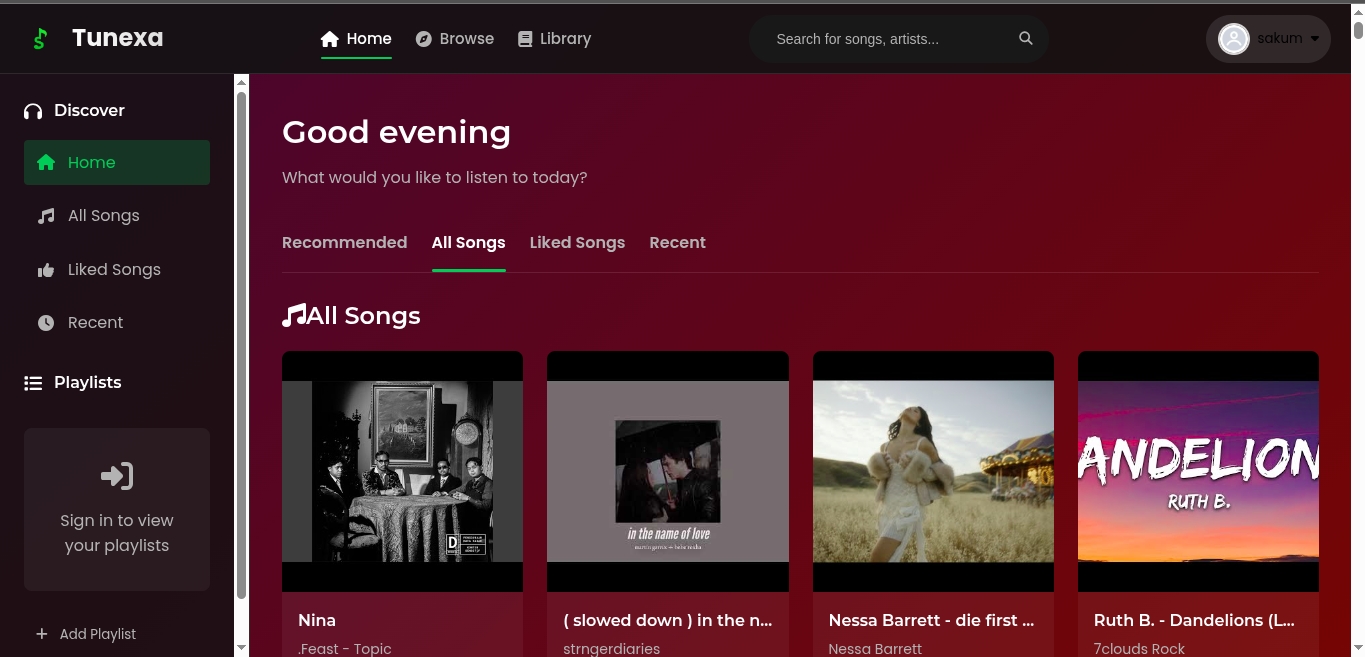 Tunexa
Home
Browse
Library
Search for songs, artists...
sakum
Discover
Home
All Songs
Liked Songs
Recent
Playlists
Sign in to view
your playlists
Add Playlist
Good evening
What would you like to listen to today?
Recommended
All Songs
Liked Songs
Recent
All Songs
in the name of love
ANDELION
RUTH B.
Nina
( slowed down ) in the n...
Nessa Barrett - die first ...
Ruth B. - Dandelions (L...
.Feast - Topic
strngerdiaries
Nessa Barrett
7clouds Rock